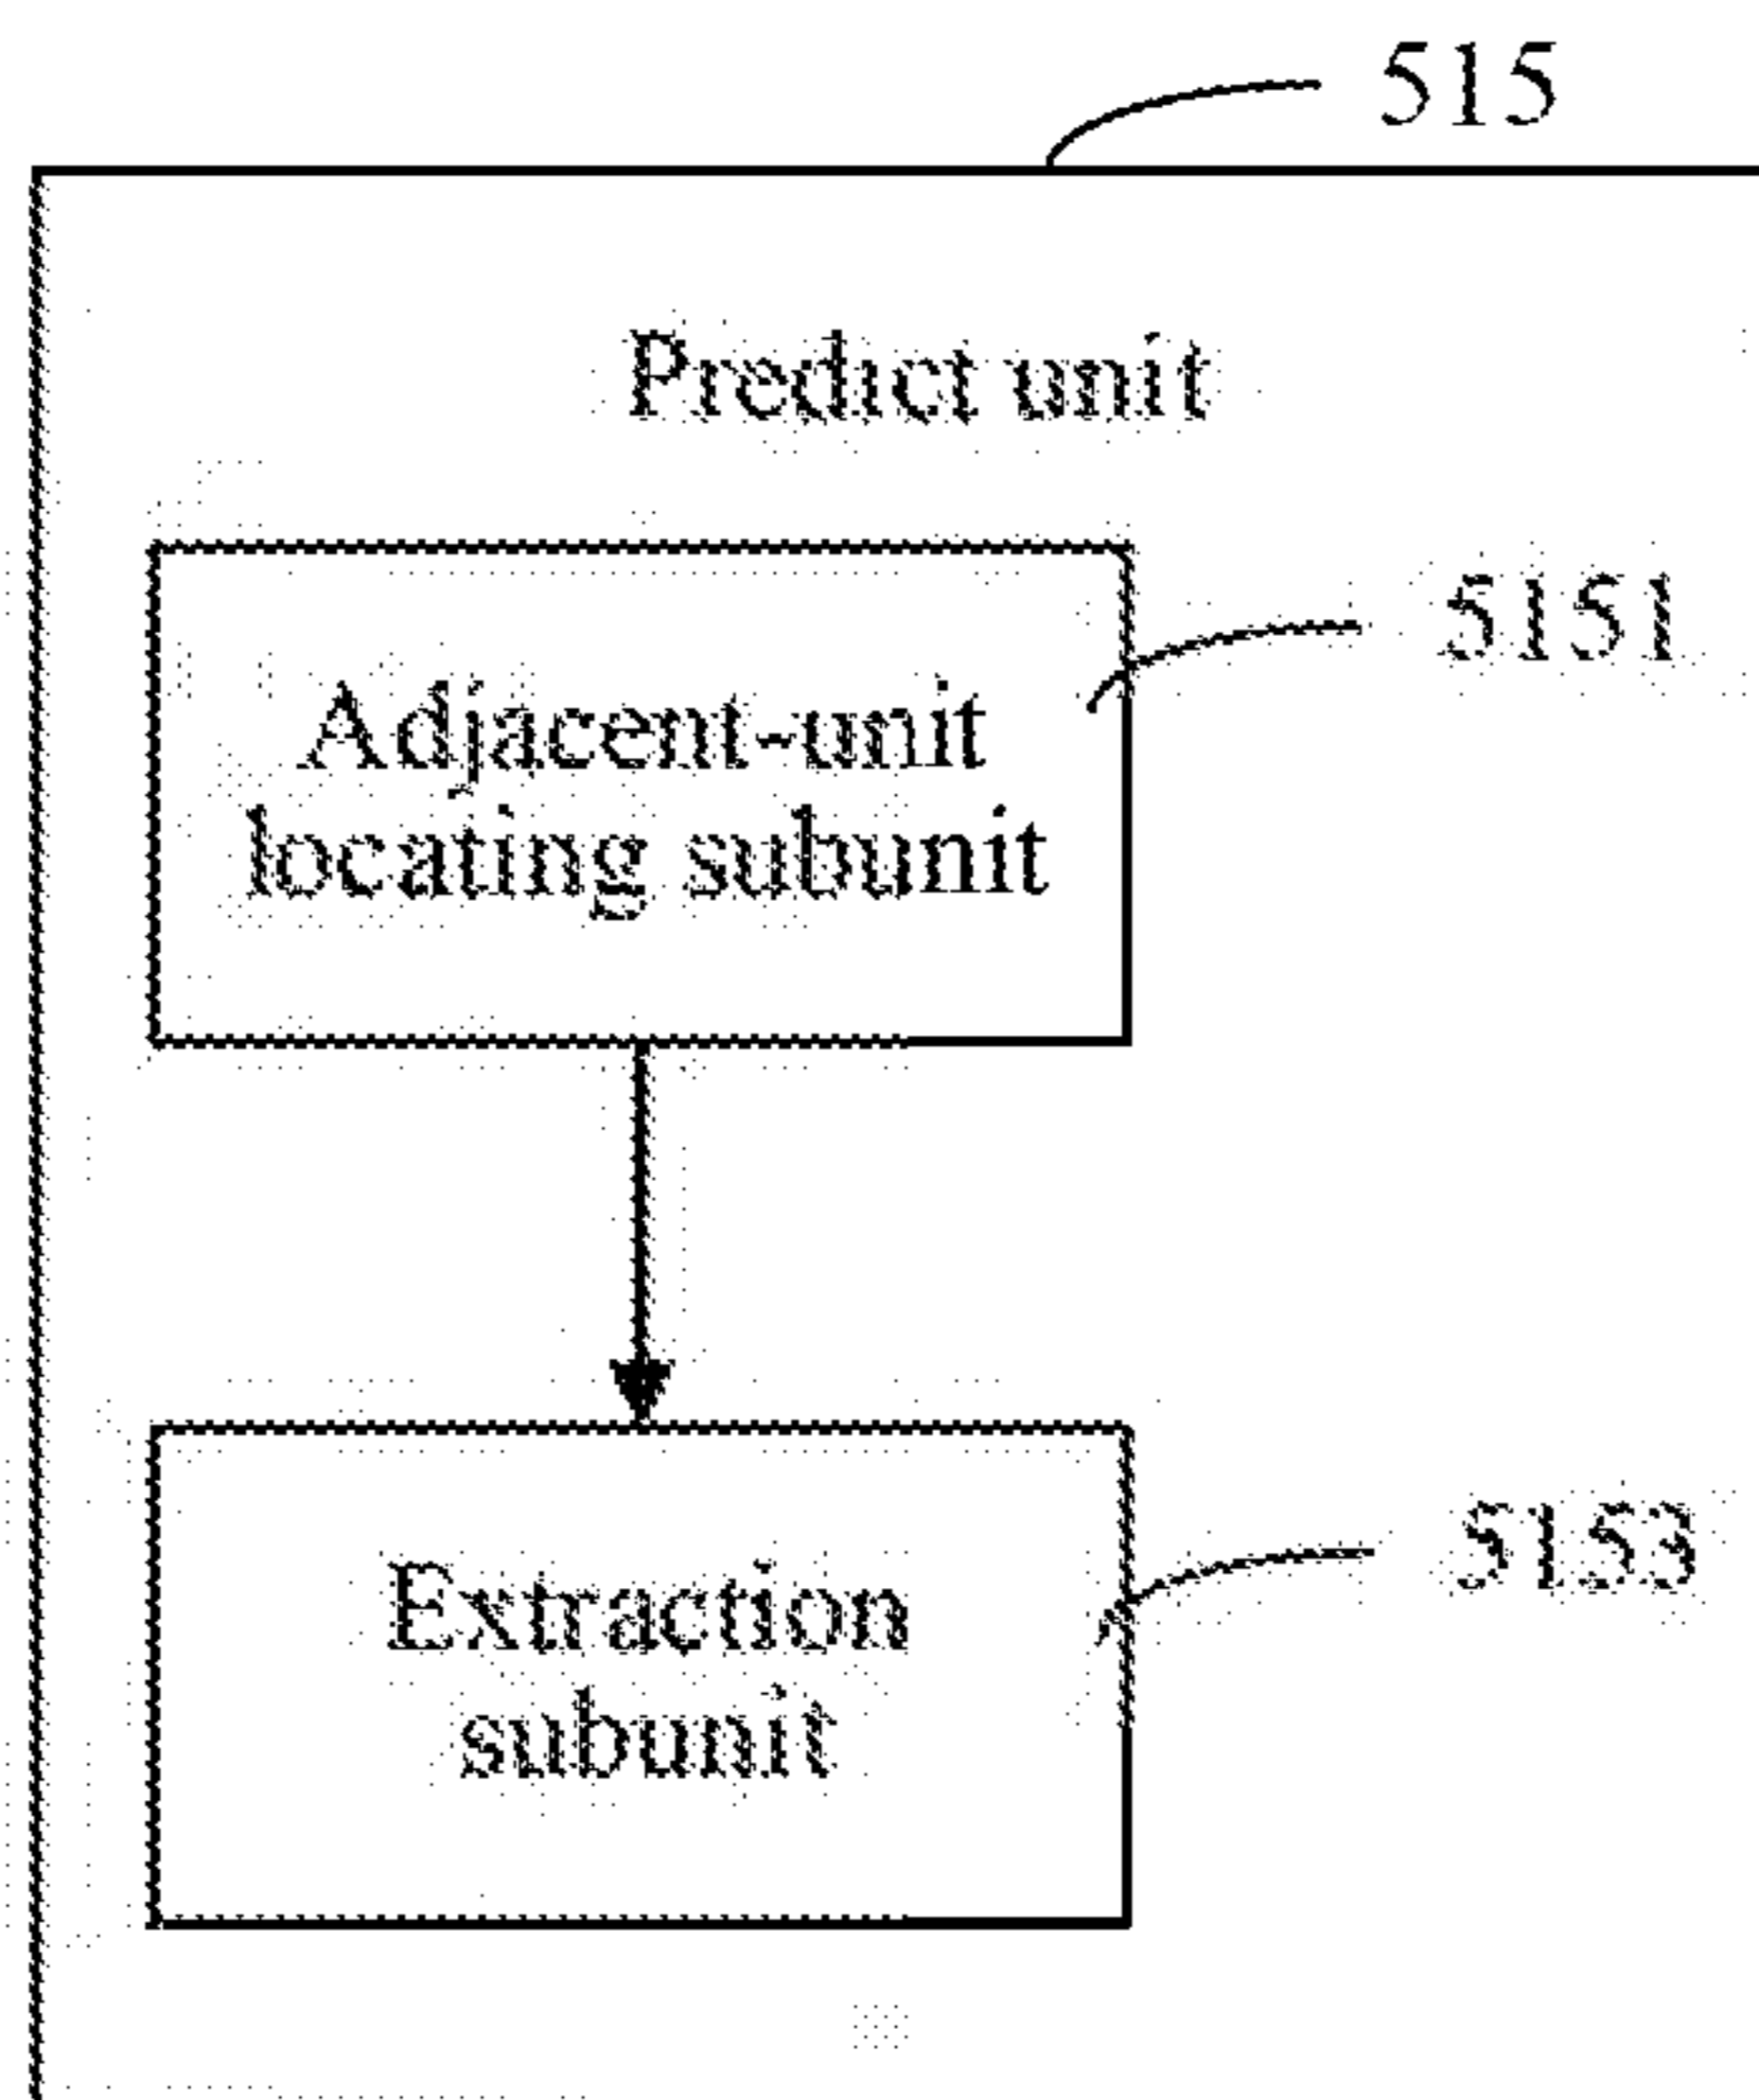 515
Predict unit
5151
Adjacent-unit
locating subunit
5153
Extraction
subunit